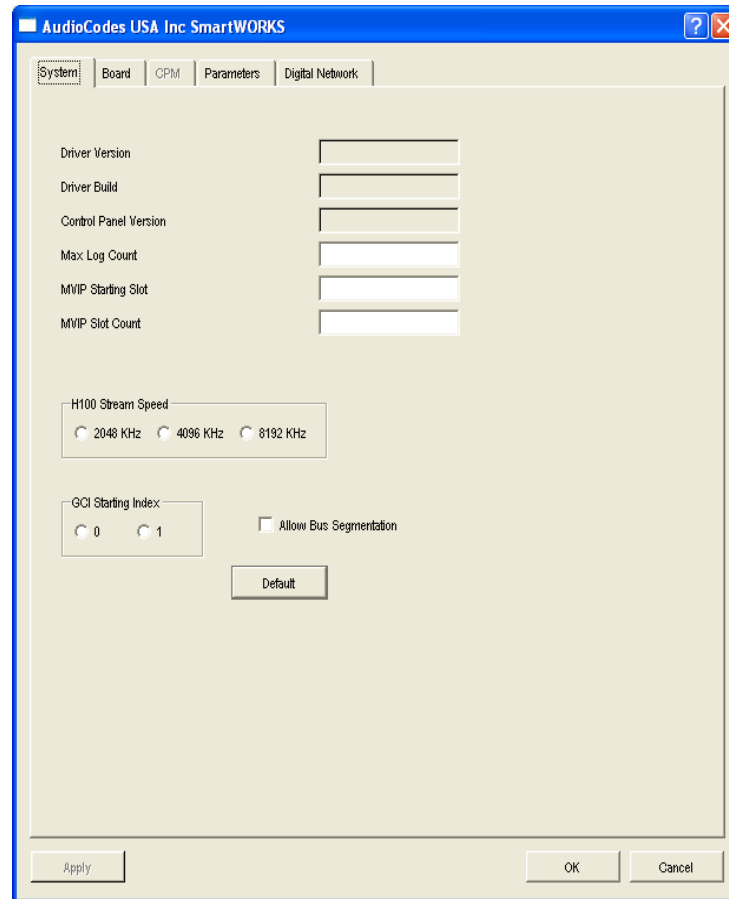 AudioCodes USA Inc SmartWORKS
System Board CPM Parameters Digital Network
Driver Version
Driver Build
Control Panel Version
Max Log Count
MVIP Starting Slot
MVIP Slot Count
H100 Stream Speed
2048 KHz 4096 KHz 8192 KHz
GCI Starting Index
0 1
Allow Bus Segmentation
Default
Apply OK Cancel